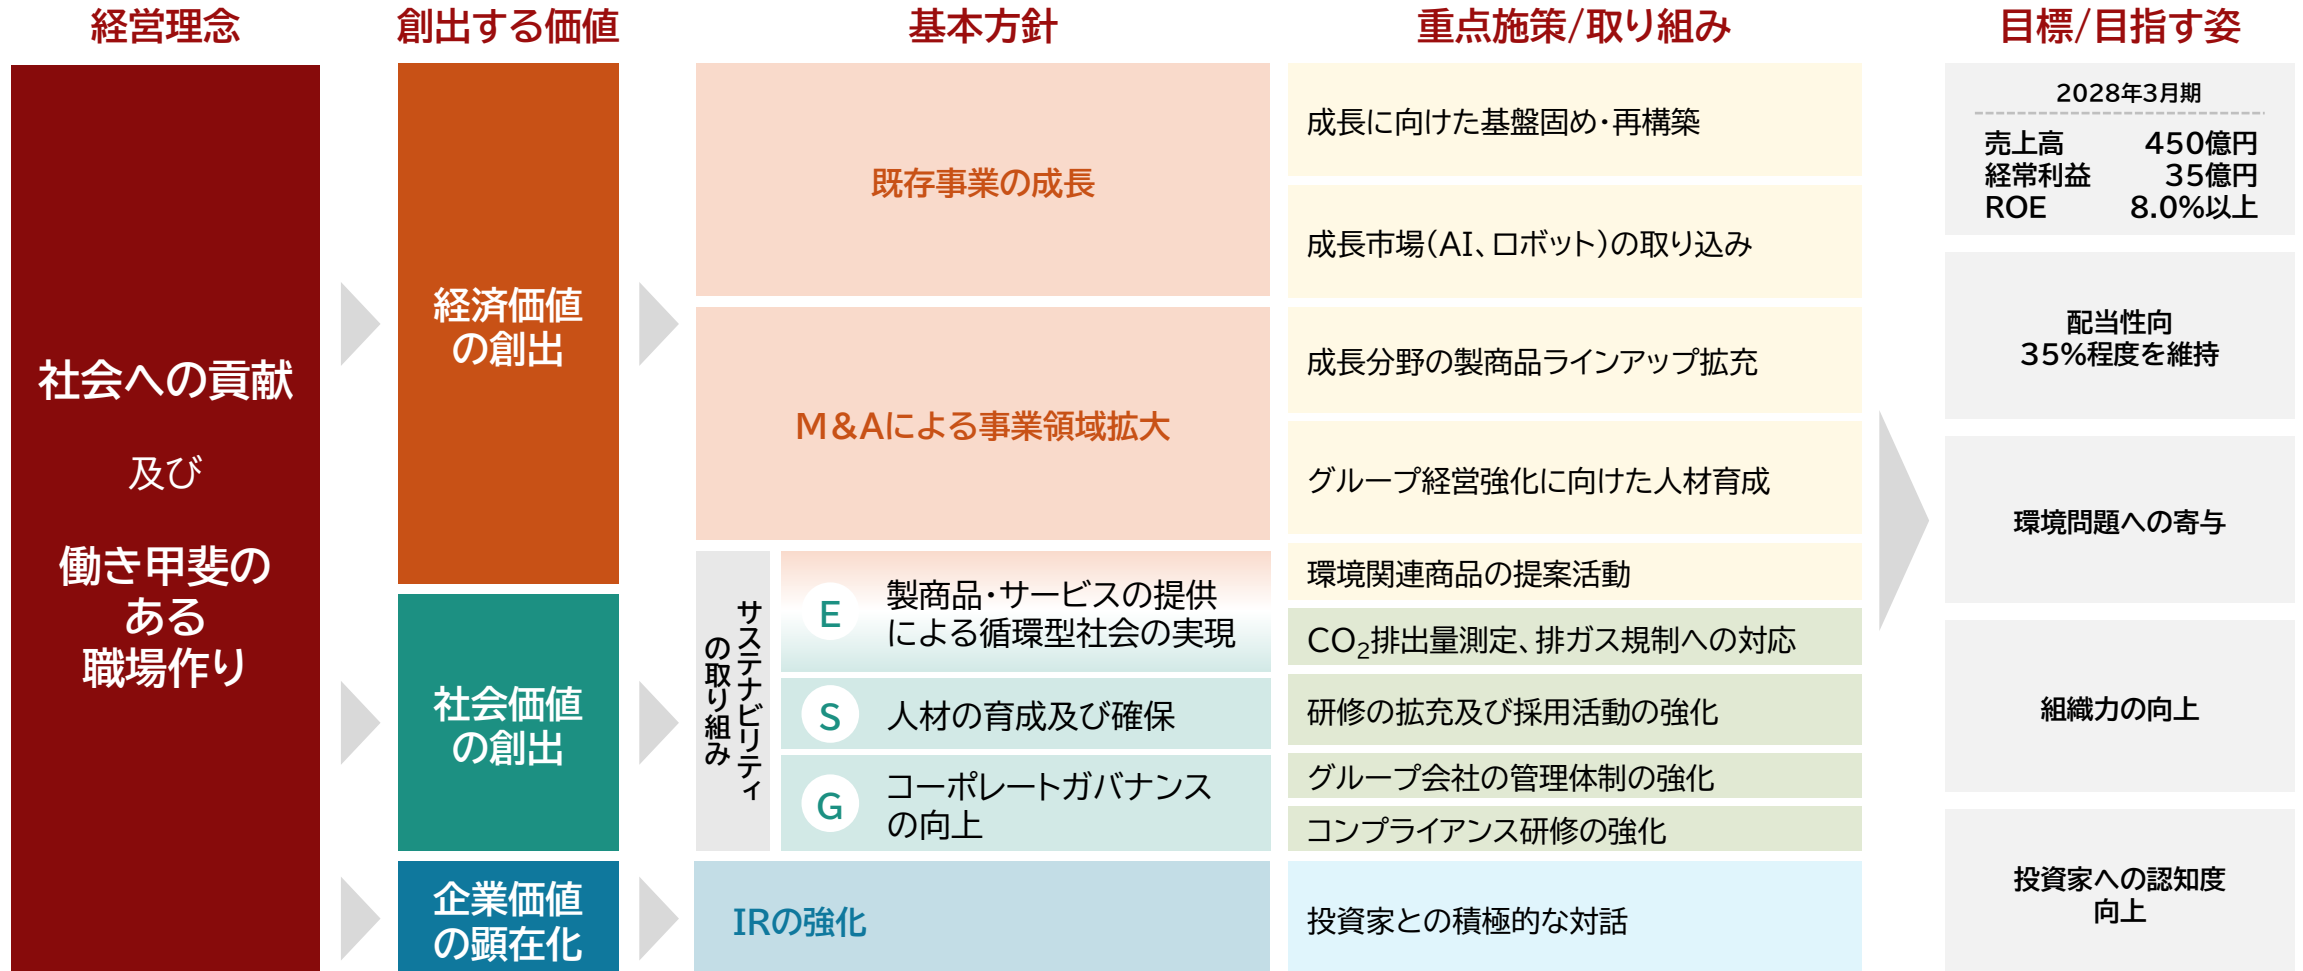 経営理念
創出する価値
基本方針
重点施策/取り組み
目標/目指す姿
社会への貢献
及び
働き甲斐の
ある
職場作り
経済価値
の創出
社会価値
の創出
企業価値
の顕在化
既存事業の成長
M&Aによる事業領域拡大
サステナビリティ
の取り組み
E
製商品・サービスの提供
による循環型社会の実現
S
人材の育成及び確保
G
コーポレートガバナンス
の向上
IRの強化
成長に向けた基盤固め・再構築
成長市場(AI、ロボット)の取り込み
成長分野の製商品ラインアップ拡充
グループ経営強化に向けた人材育成
環境関連商品の提案活動
CO₂排出量測定、排ガス規制への対応
研修の拡充及び採用活動の強化
グループ会社の管理体制の強化
コンプライアンス研修の強化
投資家との積極的な対話
2028年3月期
売上高 450億円
経常利益 35億円
ROE 8.0%以上
配当性向
35%程度を維持
環境問題への寄与
組織力の向上
投資家への認知度
向上